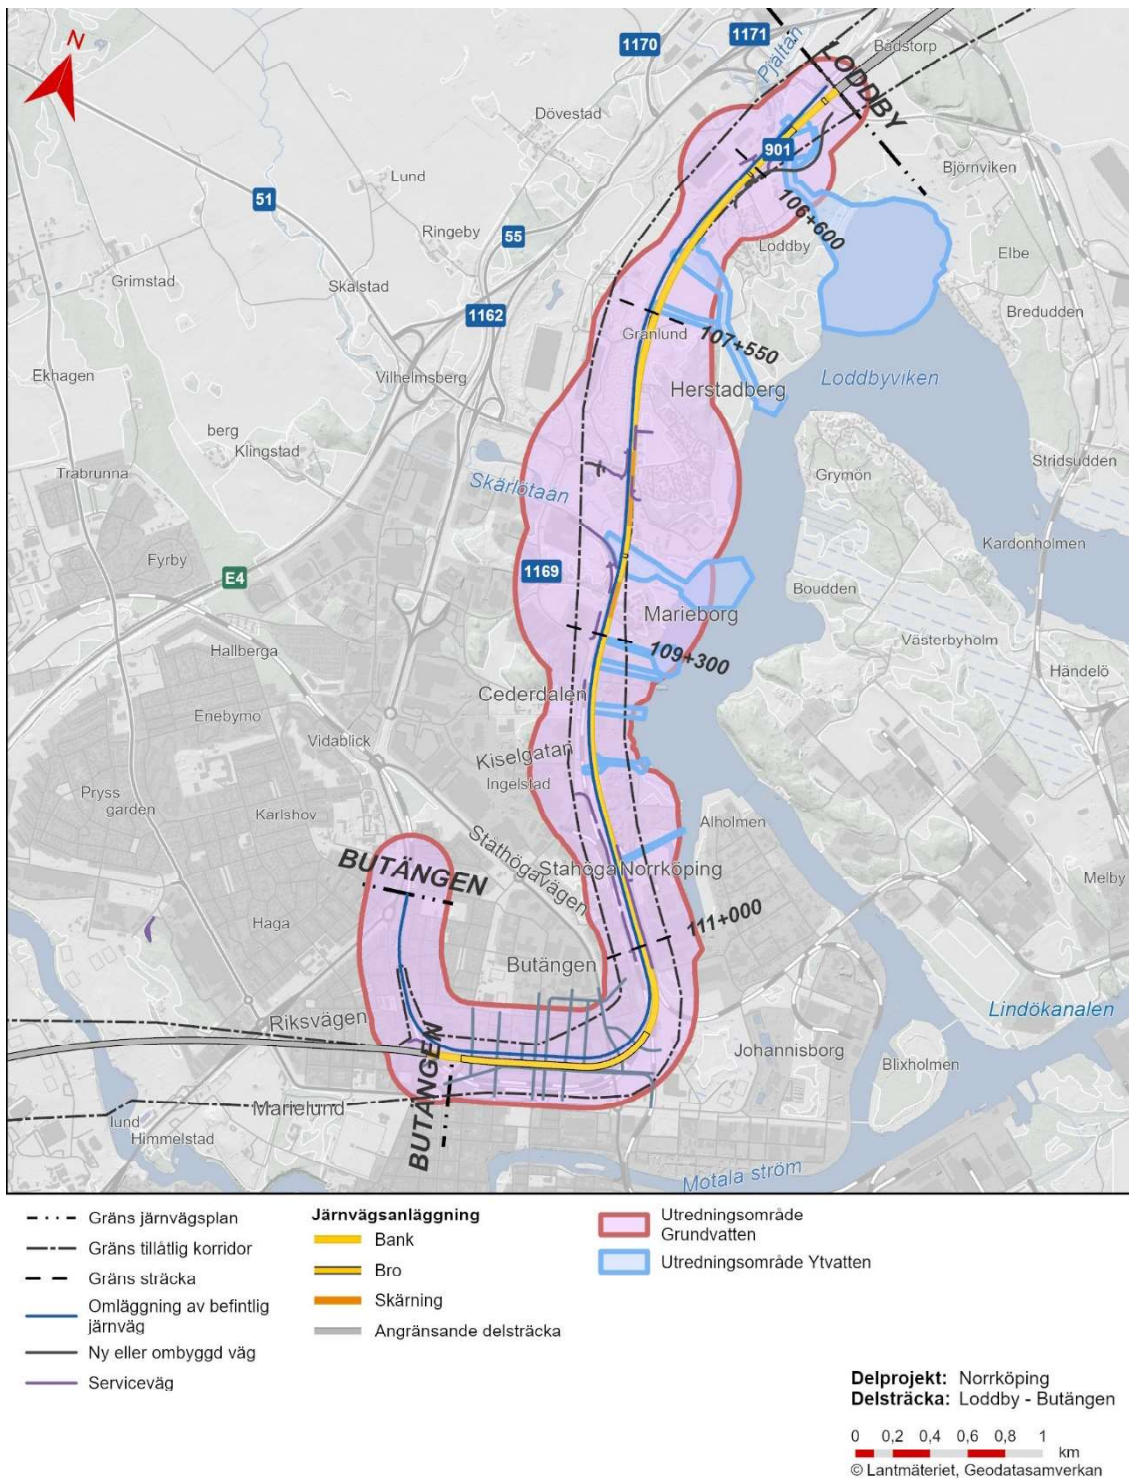 N
1170
1171
Pjältån
Bådstorp
LODDBY
Dövestad
901
Björnviken
Lund
51
106+600
Ringeby
55
Loddby
Elbe
Grimstad
Skalstad
1162
Bredudden
Granlund
107+550
Ekhagen
Vilhelmsberg
Herstadberg
Loddbyviken
berg
Klingstad
Trabrunna
Stridsudden
Grymön
Skärlötaån
Fyrby
Kardonholmen
E4
1169
Boudden
Marieborg
Hallberga
Västerbyholm
109+300
Händelö
Cederdalen
Enebymo
Vidablick
Kiselgatan
Ingelstad
Pryss
garden
Karlshov
Alholmen
BUTÄNGEN
Stathögavägen
Ståhöga
Norrköping
Melby
Haga
111+000
Butängen
Riksvägen
Lindökanalen
Johannisborg
Blixholmen
BUTÄNGEN
Marielund
lund
Himmelstad
Motala ström
Gräns järnvägsplan
Gräns tillåtlig korridor
Gräns sträcka
Omläggning av befintlig
järnväg
Ny eller ombyggd väg
Serviceväg
Järnvägsanläggning
Bank
Bro
Skärning
Angränsande delsträcka
Utredningsområde
Grundvatten
Utredningsområde Ytvatten
Delprojekt: Norrköping
Delsträcka: Loddby - Butängen
0 0,2 0,4 0,6 0,8 1
km
© Lantmäteriet, Geodatasamverkan